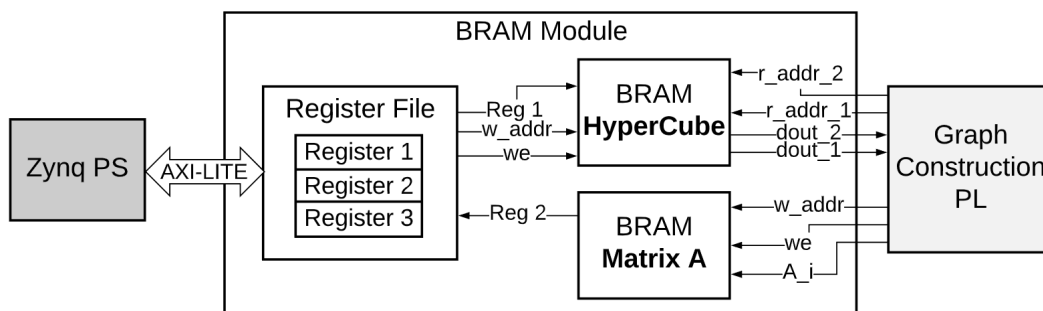 BRAM Module
Zynq PS
AXI-LITE
Register File
Register 1
Register 2
Register 3
Reg 1
w_addr
we
Reg 2
BRAM
HyperCube
BRAM
Matrix A
r_addr_2
r_addr_1
dout_2
dout_1
w_addr
we
A_i
Graph
Construction
PL